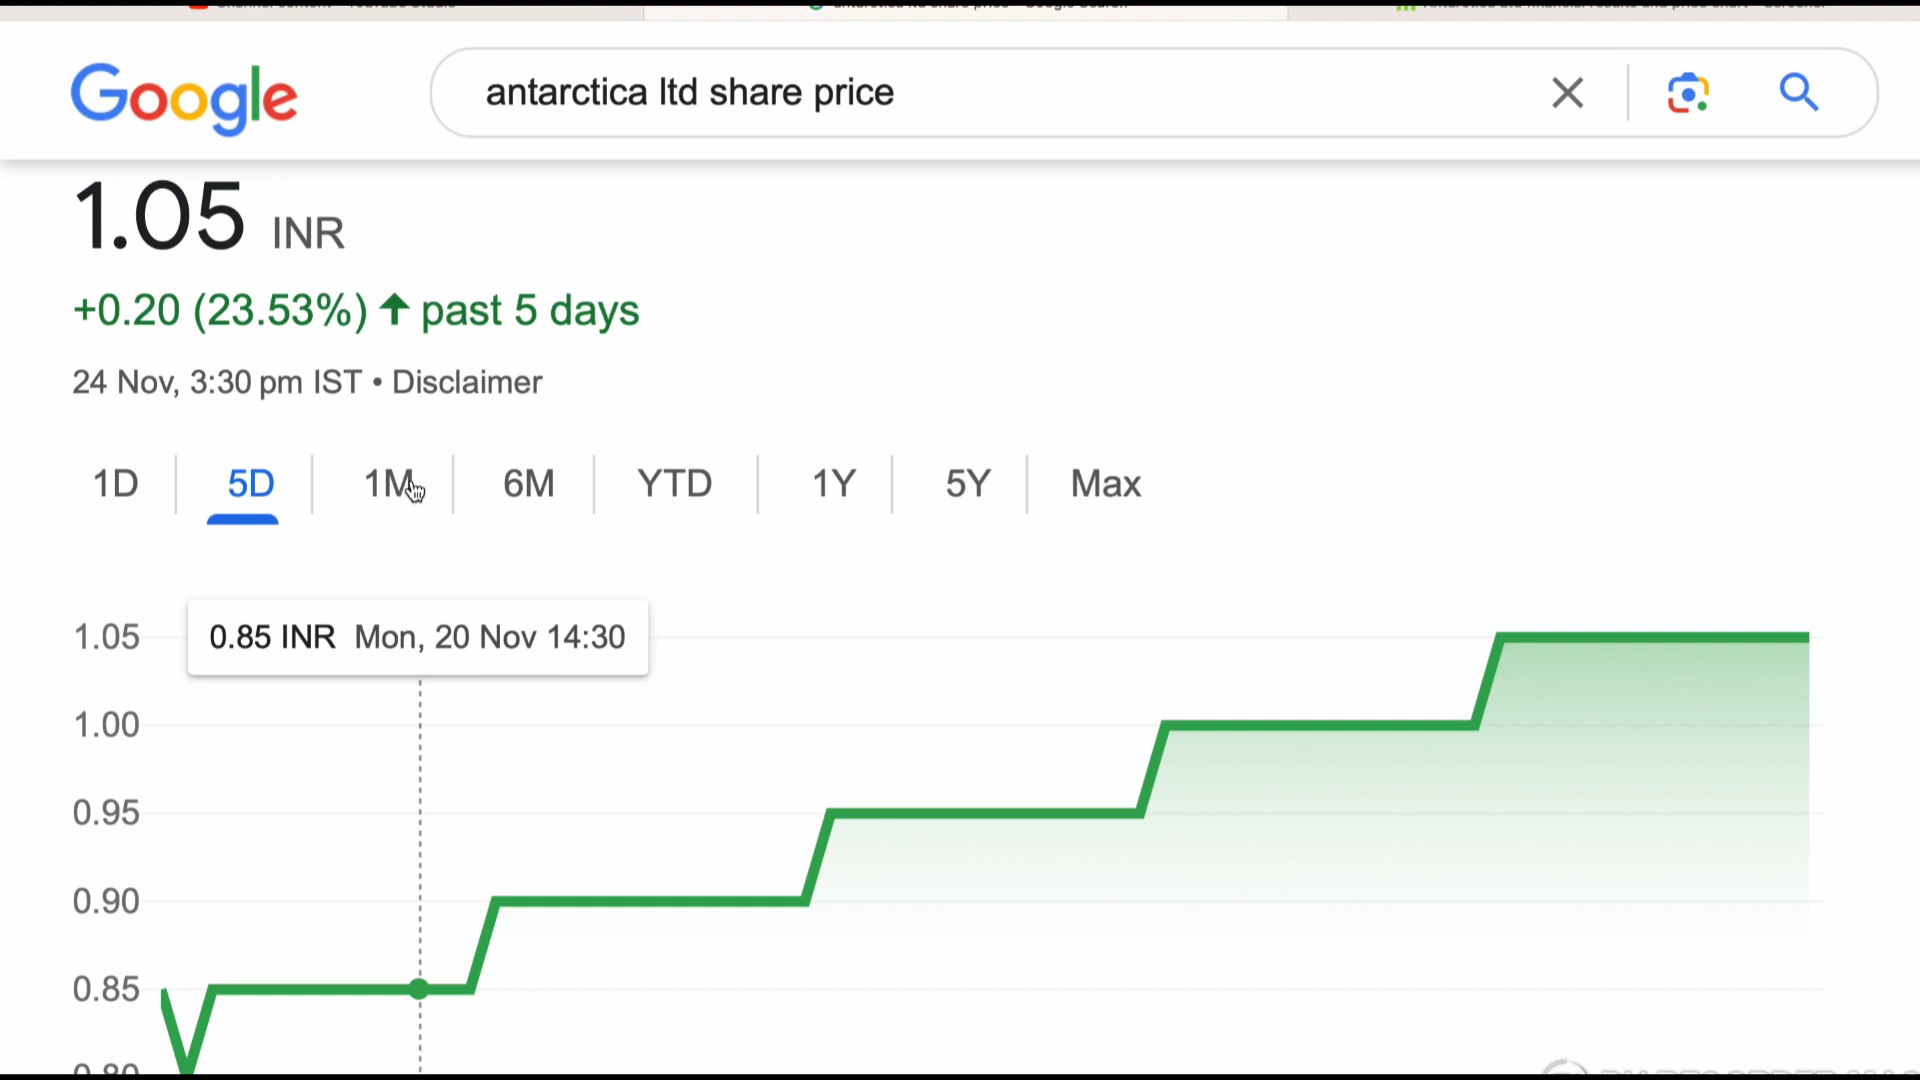 Google
antarctica ltd share price
1.05 INR
+0.20 (23.53%) past 5 days
24 Nov, 3:30 pm IST • Disclaimer
1D 5D 1M 6M YTD 1Y 5Y Max
0.85 INR Mon, 20 Nov 14:30
1.05
1.00
0.95
0.90
0.85
0.80